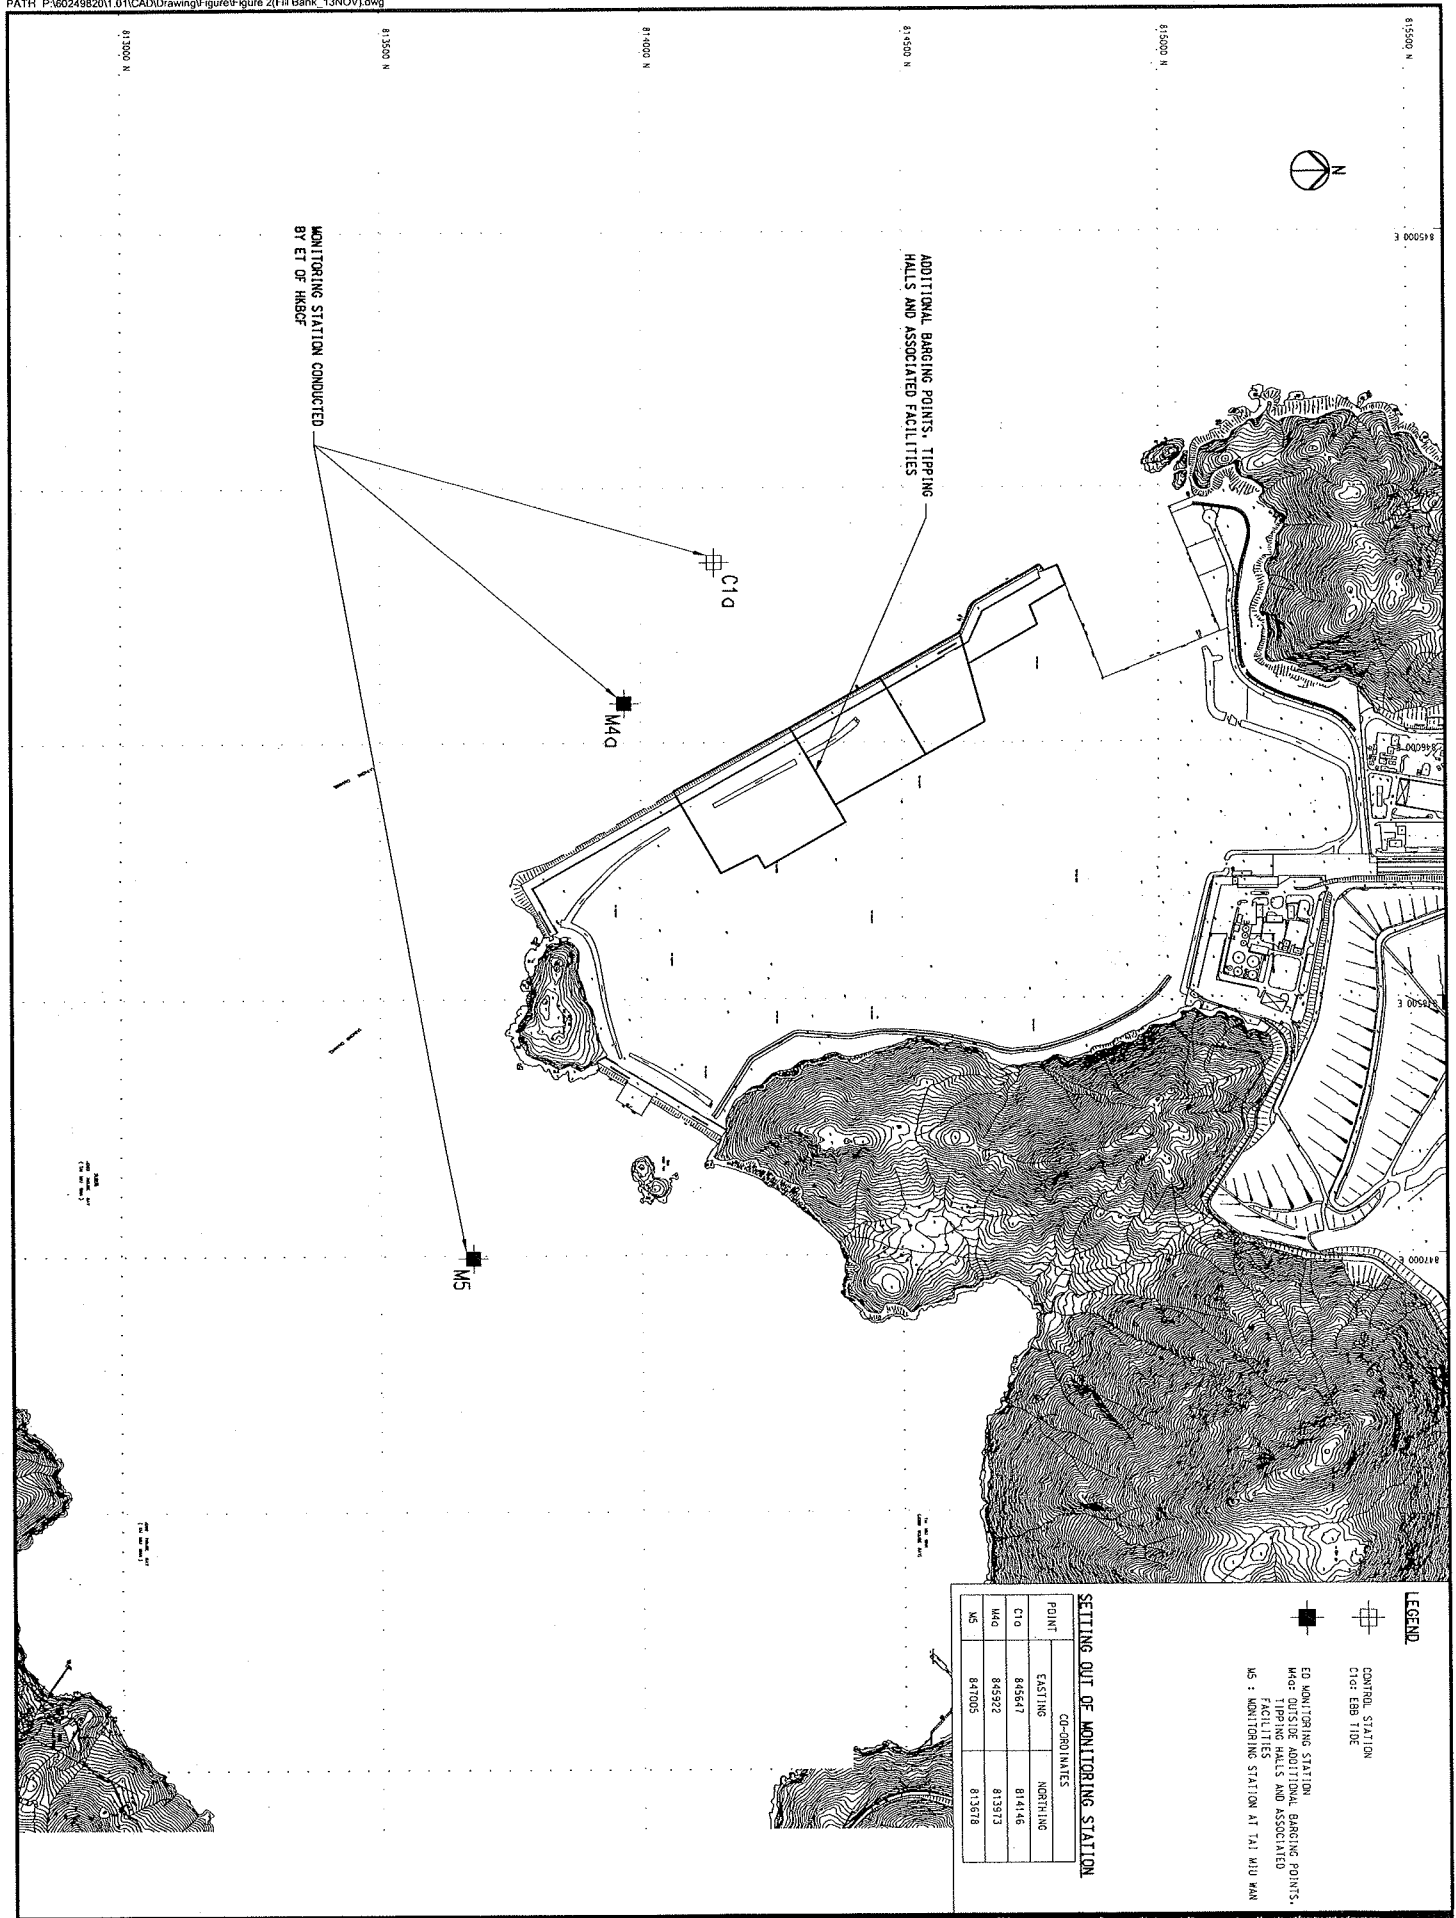 PATH P:\60249820\1.01\CAD\Drawing\Figure\Figure 2(Fill Bank_13NOV).dwg
815500 N
815000 N
814500 N
814000 N
813500 N
813000 N
N
845000 E
846000 E
847000 E
ADDITIONAL BARGING POINTS, TIPPING
HALLS AND ASSOCIATED FACILITIES
C1a
M4a
M5
MONITORING STATION CONDUCTED
BY ET OF HKBCF
LEGEND
CONTROL STATION
C1a: EBB TIDE
ED MONITORING STATION
M4a: OUTSIDE ADDITIONAL BARGING POINTS,
TIPPING HALLS AND ASSOCIATED
FACILITIES
M5 : MONITORING STATION AT TAI MIU WAN
SETTING OUT OF MONITORING STATION
POINT CO-ORDINATES
EASTING NORTHING
C1a 845647 814146
M4a 845922 813973
M5 847005 813678